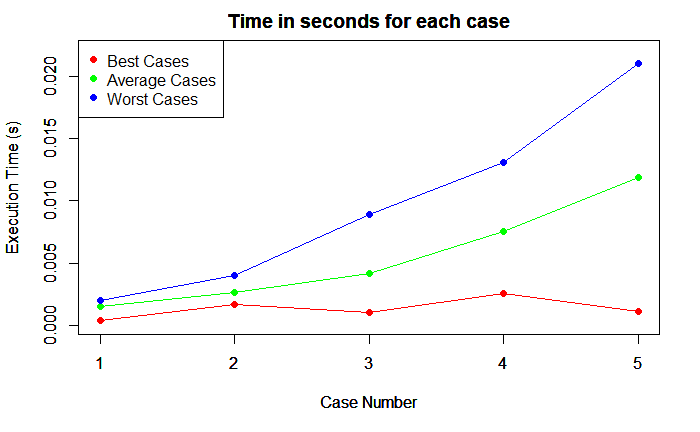 Time in seconds for each case
Best Cases
Average Cases
Worst Cases
Execution Time (s)
0.020
0.015
0.010
0.005
0.000
1 2 3 4 5
Case Number